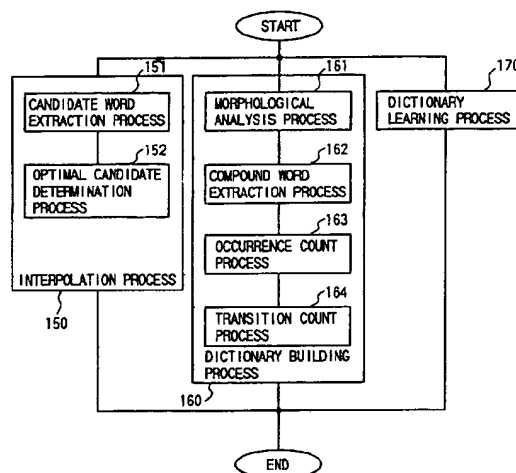 START
151
CANDIDATE WORD
EXTRACTION PROCESS
152
OPTIMAL CANDIDATE
DETERMINATION
PROCESS
INTERPOLATION PROCESS
150
161
MORPHOLOGICAL
ANALYSIS PROCESS
162
COMPOUND WORD
EXTRACTION PROCESS
163
OCCURRENCE COUNT
PROCESS
164
TRANSITION COUNT
PROCESS
DICTIONARY BUILDING
PROCESS
160
170
DICTIONARY
LEARNING PROCESS
END